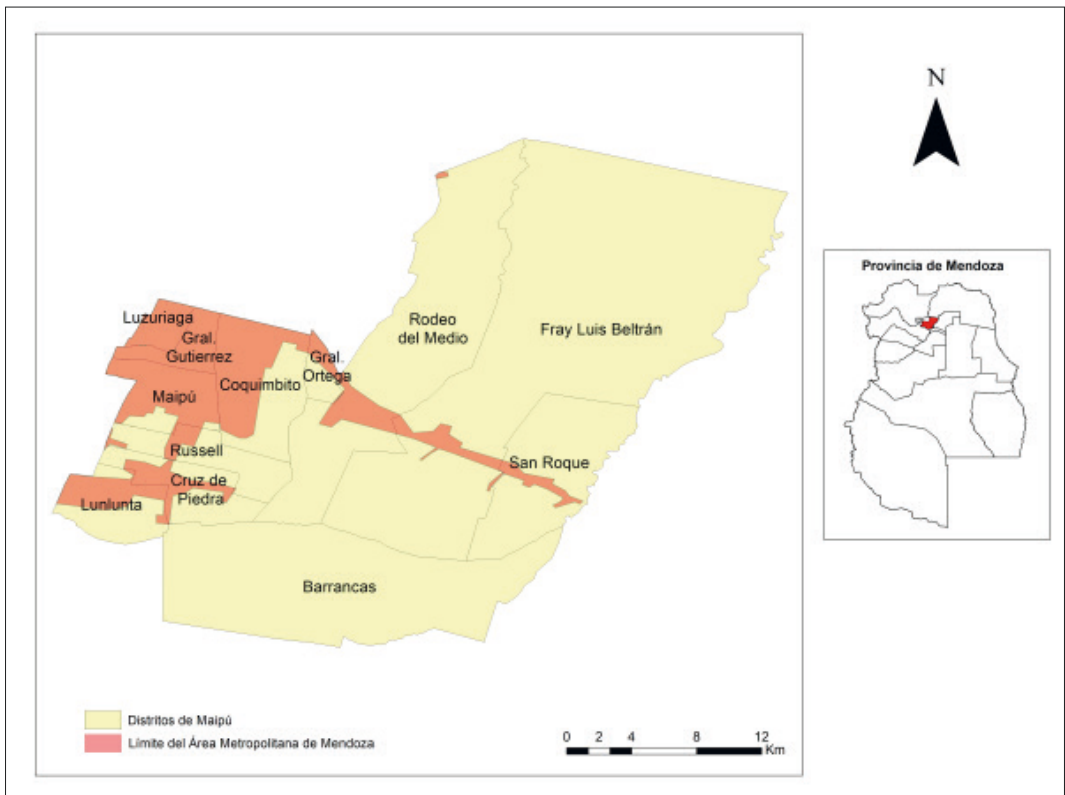 N
Provincia de Mendoza
Luzuriaga
Gral.
Gutierrez
Maipú
Coquimbito
Gral.
Ortega
Rodeo
del Medio
Fray Luis Beltrán
Russell
Cruz de
Piedra
Lunlunta
San Roque
Barrancas
Distritos de Maipú
Límite del Área Metropolitana de Mendoza
0 2 4 8 12
Km